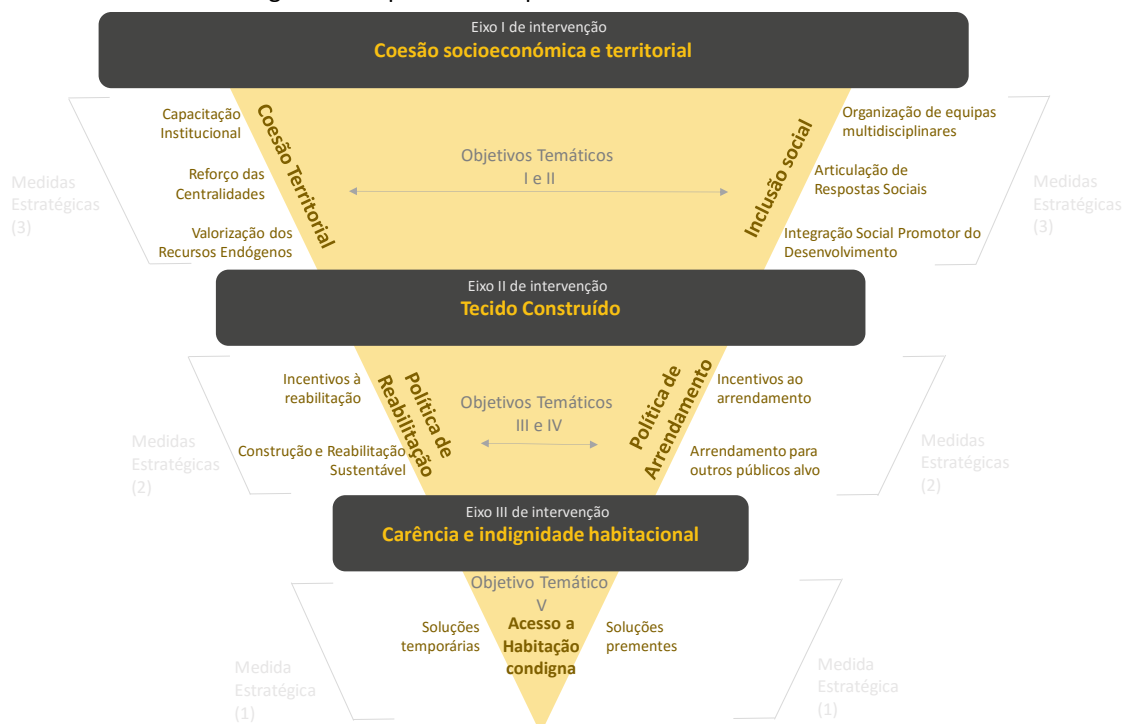 Eixo I de intervenção
Coesão socioeconómica e territorial
Medidas
Estratégicas
(3)
Capacitação
Institucional
Reforço das
Centralidades
Valorização dos
Recursos Endógenos
Coesão Territorial
Objetivos Temáticos
I e II
Inclusão social
Organização de equipas
multidisciplinares
Articulação de
Respostas Sociais
Integração Social Promotor do
Desenvolvimento
Medidas
Estratégicas
(3)
Eixo II de intervenção
Tecido Construído
Medidas
Estratégicas
(2)
Incentivos à
reabilitação
Construção e Reabilitação
Sustentável
Política de
Reabilitação
Objetivos Temáticos
III e IV
Política de
Arrendamento
Incentivos ao
arrendamento
Arrendamento para
outros públicos alvo
Medidas
Estratégicas
(2)
Eixo III de intervenção
Carência e indignidade habitacional
Medida
Estratégica
(1)
Soluções
temporárias
Objetivo Temático
V
Acesso a
Habitação
condigna
Soluções
prementes
Medida
Estratégica
(1)